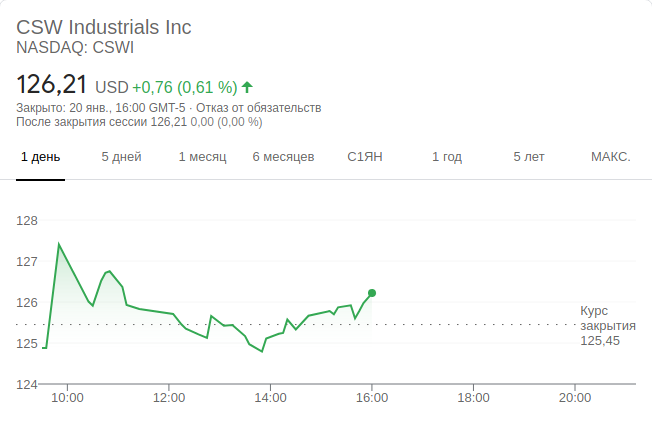 CSW Industrials Inc
NASDAQ: CSWI
126,21 USD +0,76 (0,61 %)
Закрыто: 20 янв., 16:00 GMT-5 · Отказ от обязательств
После закрытия сессии 126,21 0,00 (0,00 %)
1 день 5 дней 1 месяц 6 месяцев С1ЯН 1 год 5 лет МАКС.
128
127
126
125
124
Курс
закрытия
125,45
10:00 12:00 14:00 16:00 18:00 20:00